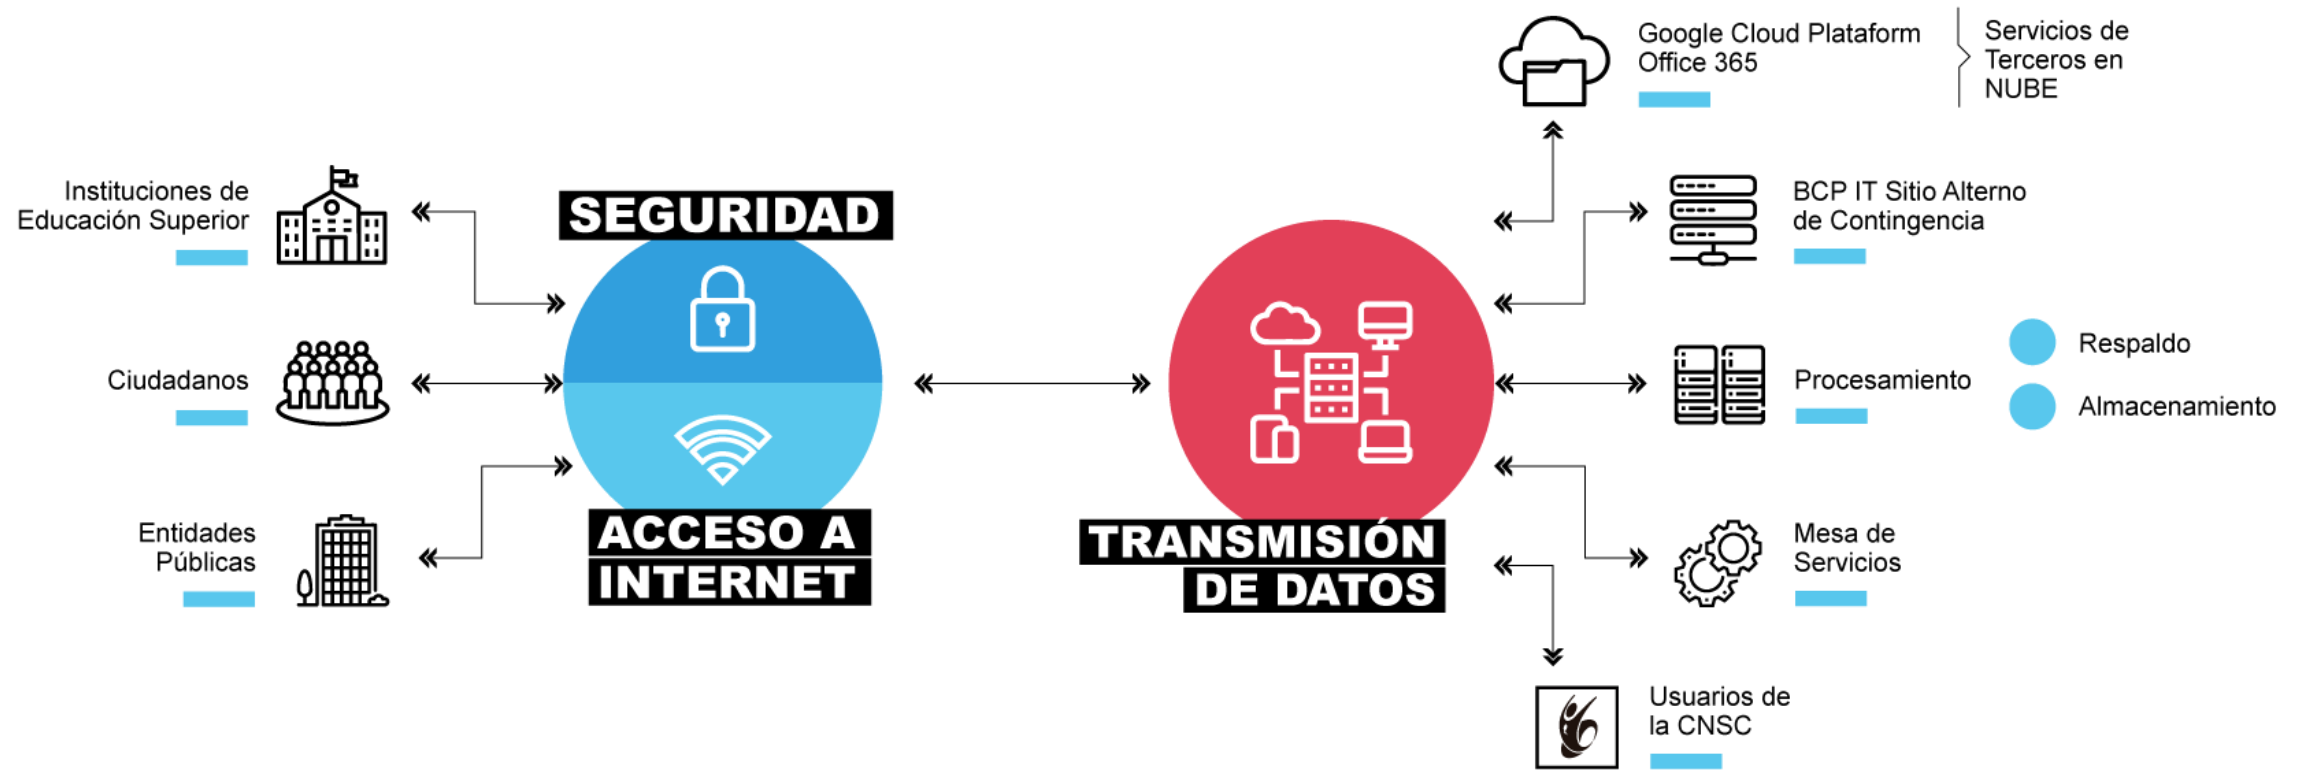 Instituciones de
Educación Superior
Ciudadanos
Entidades
Públicas
SEGURIDAD
ACCESO A
INTERNET
TRANSMISIÓN
DE DATOS
Google Cloud Plataform
Office 365
Servicios de
Terceros en
NUBE
BCP IT Sitio Alterno
de Contingencia
Procesamiento
Respaldo
Almacenamiento
Mesa de
Servicios
Usuarios de
la CNSC